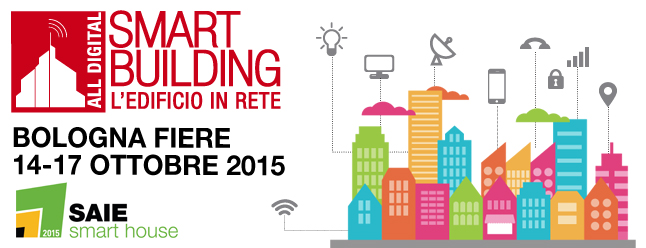 ALL DIGITAL
SMART
BUILDING
L'EDIFICIO IN RETE
BOLOGNA FIERE
14-17 OTTOBRE 2015
2015
SAIE
smart house